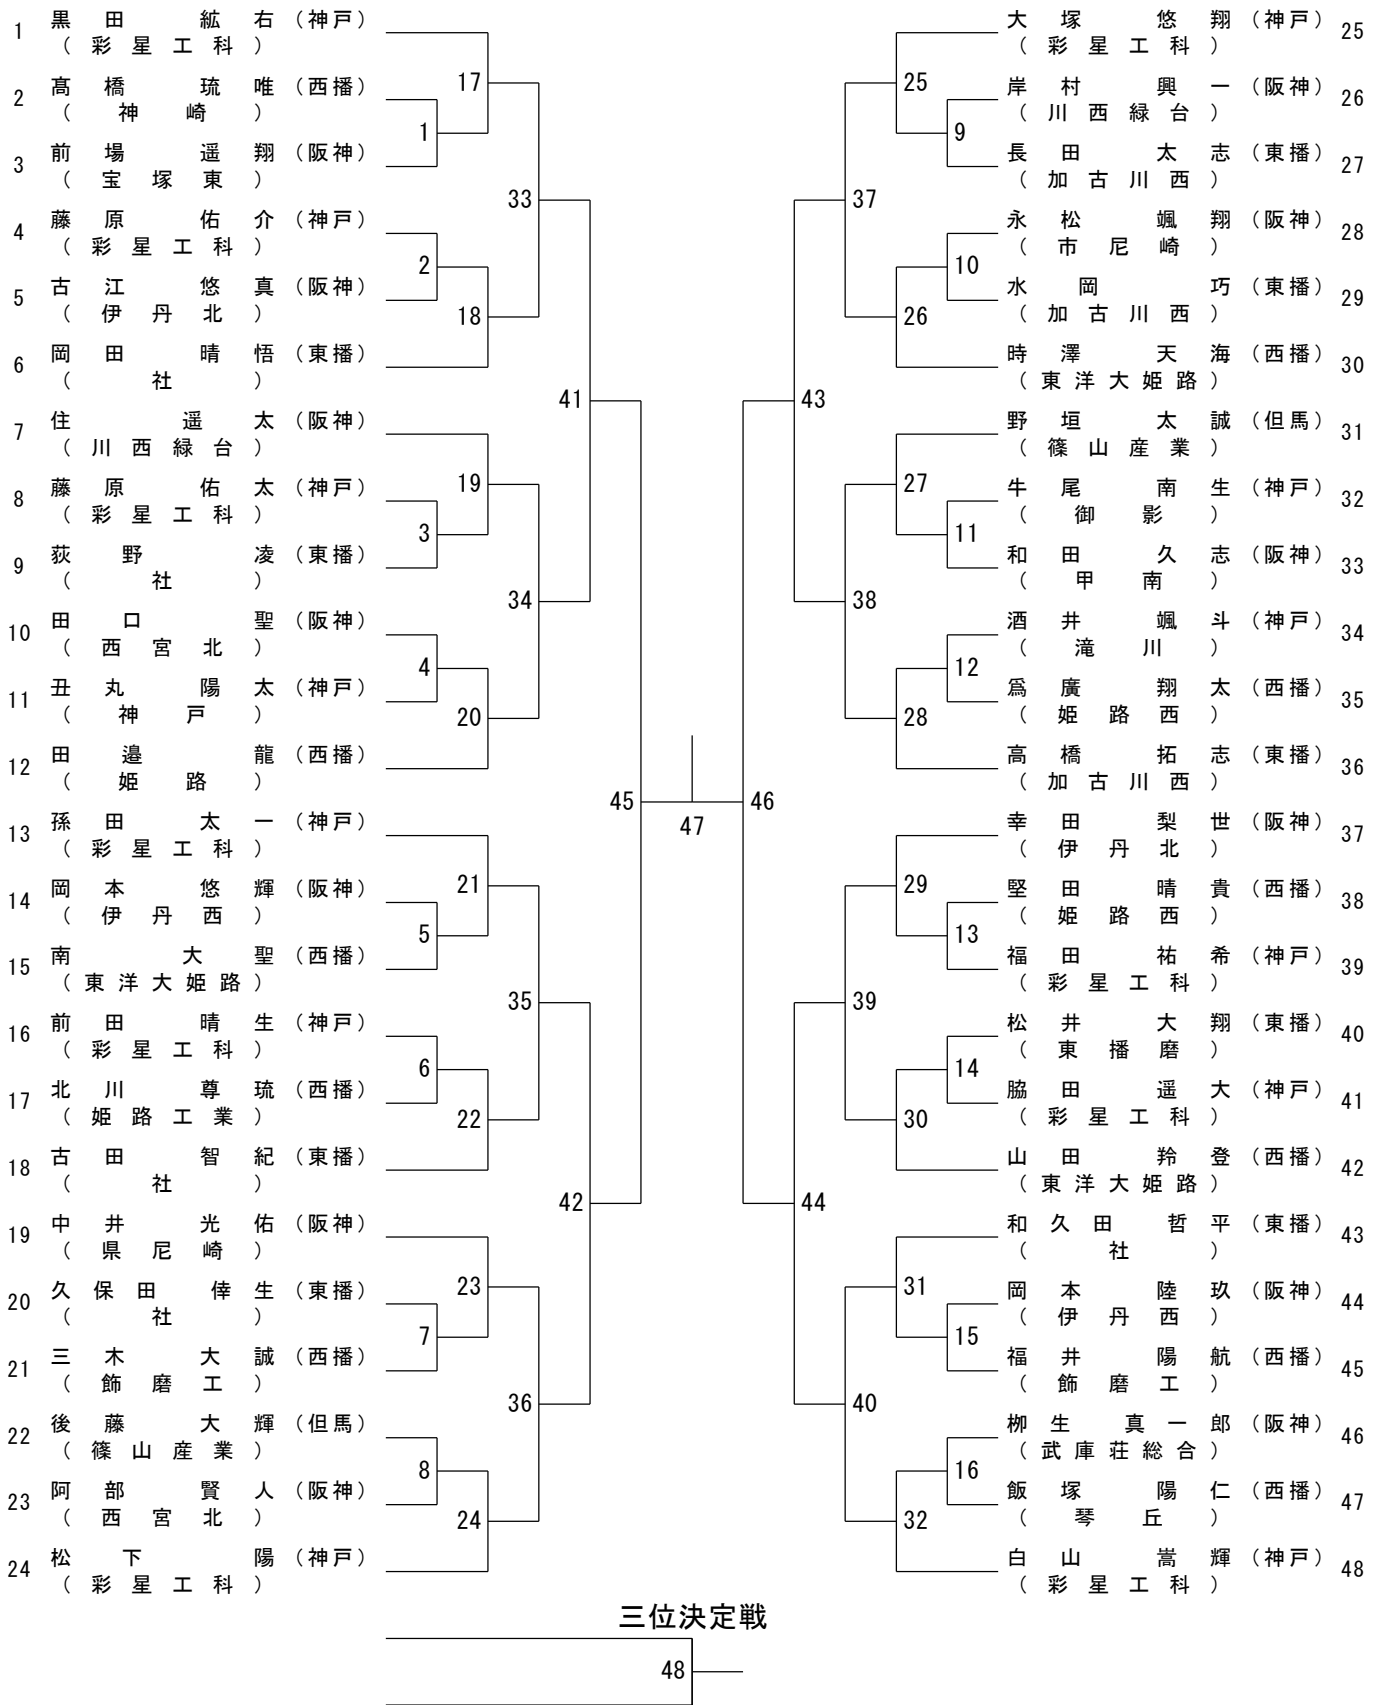 1 黒田 紘右 (神戸)
(彩星工科)
2 髙橋 琉唯 (西播)
(神崎)
3 前場 遥翔 (阪神)
(宝塚東)
4 藤原 佑介 (神戸)
(彩星工科)
5 古江 悠真 (阪神)
(伊丹北)
6 岡田 晴悟 (東播)
(社)
7 住 遥太 (阪神)
(川西緑台)
8 藤原 佑太 (神戸)
(彩星工科)
9 荻野 凌 (東播)
(社)
10 田口 聖 (阪神)
(西宮北)
11 丑丸 陽太 (神戸)
(神戸)
12 田邉 龍 (西播)
(姫路)
13 孫田 太一 (神戸)
(彩星工科)
14 岡本 悠輝 (阪神)
(伊丹西)
15 南 大聖 (西播)
(東洋大姫路)
16 前田 晴生 (神戸)
(彩星工科)
17 北川 尊琉 (西播)
(姫路工業)
18 古田 智紀 (東播)
(社)
19 中井 光佑 (阪神)
(県尼崎)
20 久保田 倖生 (東播)
(社)
21 三木 大誠 (西播)
(飾磨工)
22 後藤 大輝 (但馬)
(篠山産業)
23 阿部 賢人 (阪神)
(西宮北)
24 松下 陽 (神戸)
(彩星工科)
1
2
3
4
5
6
7
8
17
18
19
20
21
22
23
24
33
34
35
36
41
42
45
47
46
43
44
37
38
39
40
25
26
27
28
29
30
31
32
9
10
11
12
13
14
15
16
大塚 悠翔 (神戸) 25
(彩星工科)
岸村 興一 (阪神) 26
(川西緑台)
長田 太志 (東播) 27
(加古川西)
永松 颯翔 (阪神) 28
(市尼崎)
水岡 巧 (東播) 29
(加古川西)
時澤 天海 (西播) 30
(東洋大姫路)
野垣 太誠 (但馬) 31
(篠山産業)
牛尾 南生 (神戸) 32
(御影)
和田 久志 (阪神) 33
(甲南)
酒井 颯斗 (神戸) 34
(滝川)
爲廣 翔太 (西播) 35
(姫路西)
高橋 拓志 (東播) 36
(加古川西)
幸田 梨世 (阪神) 37
(伊丹北)
堅田 晴貴 (西播) 38
(姫路西)
福田 祐希 (神戸) 39
(彩星工科)
松井 大翔 (東播) 40
(東播磨)
脇田 遥大 (神戸) 41
(彩星工科)
山田 羚登 (西播) 42
(東洋大姫路)
和久田 哲平 (東播) 43
(社)
岡本 陸玖 (阪神) 44
(伊丹西)
福井 陽航 (西播) 45
(飾磨工)
栁生 真一郎 (阪神) 46
(武庫荘総合)
飯塚 陽仁 (西播) 47
(琴丘)
白山 嵩輝 (神戸) 48
(彩星工科)
三位決定戦
48